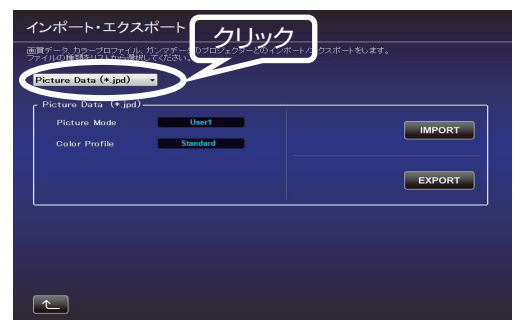 インポート・エクスポート
クリック
画質データ、カラープロファイル、ガンマデータのプロジェクターとのインポート/エクスポートをします。
ファイルの種類をリストから選択してください。
Picture Data (*.jpd)
Picture Data (*.jpd)
Picture Mode User1
IMPORT
Color Profile Standard
EXPORT